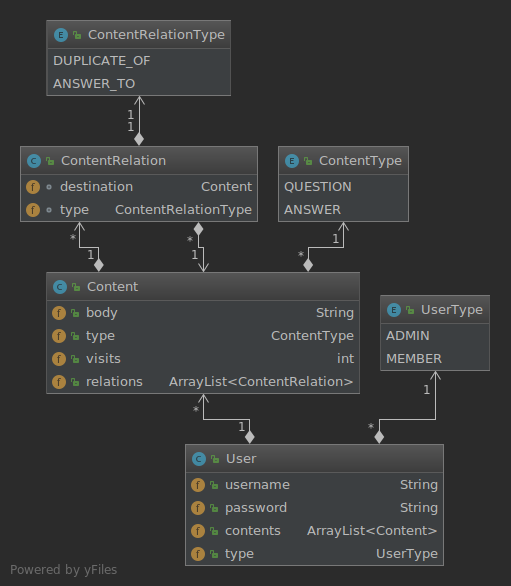 E ContentRelationType
DUPLICATE_OF
ANSWER_TO
1
1
C ContentRelation
f destination Content
f type ContentRelationType
E ContentType
QUESTION
ANSWER
*
1
*
1
1
*
C Content
f body String
f type ContentType
f visits int
f relations ArrayList<ContentRelation>
E UserType
ADMIN
MEMBER
*
1
1
*
C User
f username String
f password String
f contents ArrayList<Content>
f type UserType
Powered by yFiles